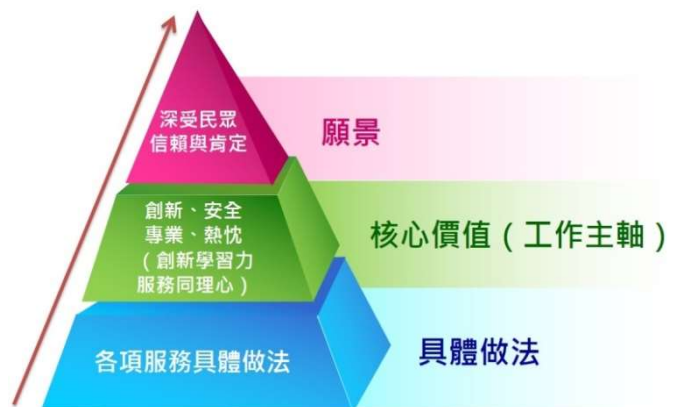 深受民眾
信賴與肯定
願景
創新、安全
專業、熱忱
（創新學習力
服務同理心）
核心價值（工作主軸）
各項服務具體做法
具體做法